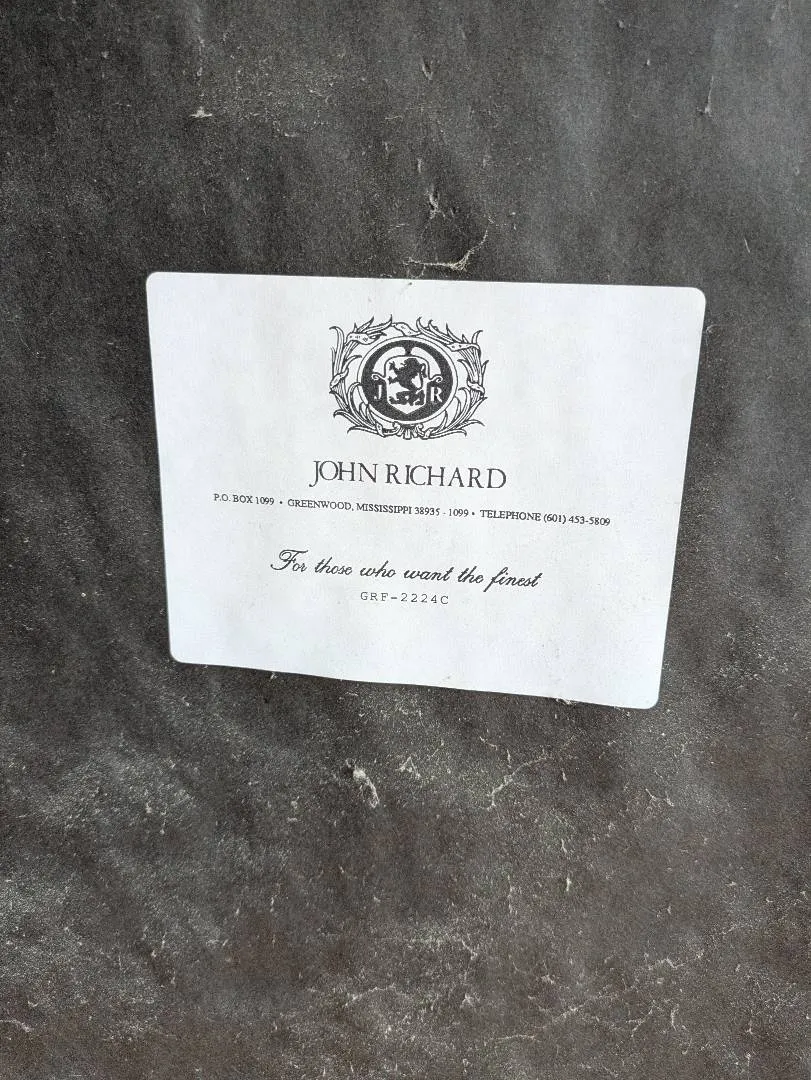 J R
JOHN RICHARD
P.O. BOX 1099 • GREENWOOD, MISSISSIPPI 38935 - 1099 • TELEPHONE (601) 453-5809
For those who want the finest
GRF-2224C